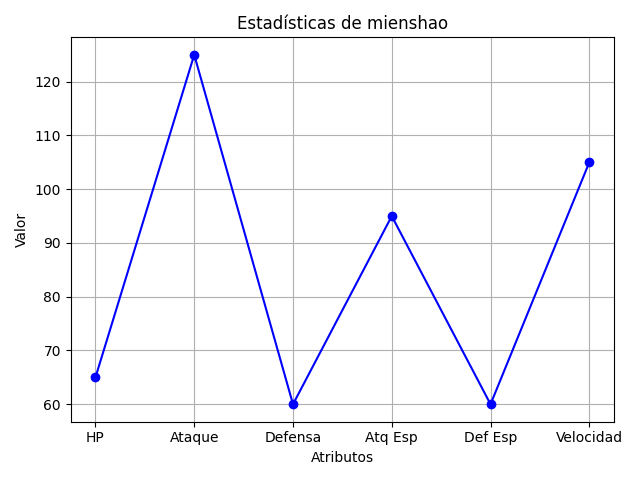 Estadísticas de mienshao
Valor
120
110
100
90
80
70
60
HP Ataque Defensa Atq Esp Def Esp Velocidad
Atributos